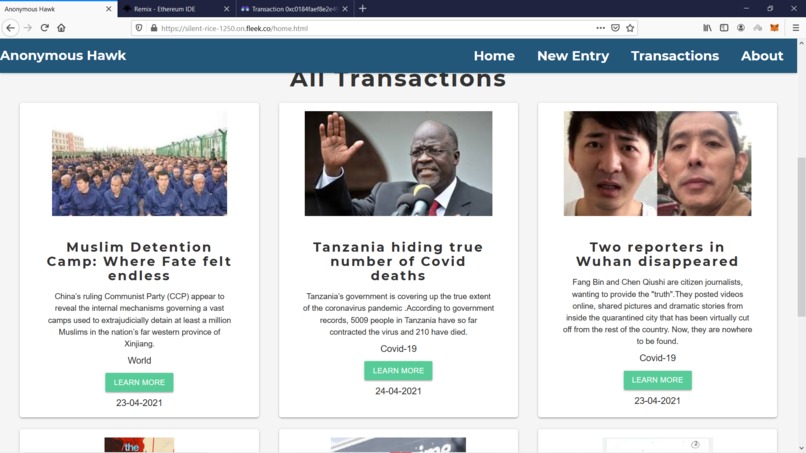 Anonymous Hawk
Remix - Ethereum IDE
Transaction 0xc0184faef8e2e4
https://silent-rice-1250.on.fleek.co/home.html
Anonymous Hawk
Home New Entry Transactions About
All Transactions
Muslim Detention
Camp: Where Fate felt
endless
China's ruling Communist Party (CCP) appear to
reveal the internal mechanisms governing a vast
camps used to extrajudicially detain at least a million
Muslims in the nation's far western province of
Xinjiang.
World
LEARN MORE
23-04-2021
Tanzania hiding true
number of Covid
deaths
Tanzania's government is covering up the true extent
of the coronavirus pandemic .According to government
records, 5009 people in Tanzania have so far
contracted the virus and 210 have died.
Covid-19
LEARN MORE
24-04-2021
Two reporters in
Wuhan disappeared
Fang Bin and Chen Qiushi are citizen journalists,
wanting to provide the "truth".They posted videos
online, shared pictures and dramatic stories from
inside the quarantined city that has been virtually cut
off from the rest of the country. Now, they are nowhere
to be found.
Covid-19
LEARN MORE
23-04-2021
/the